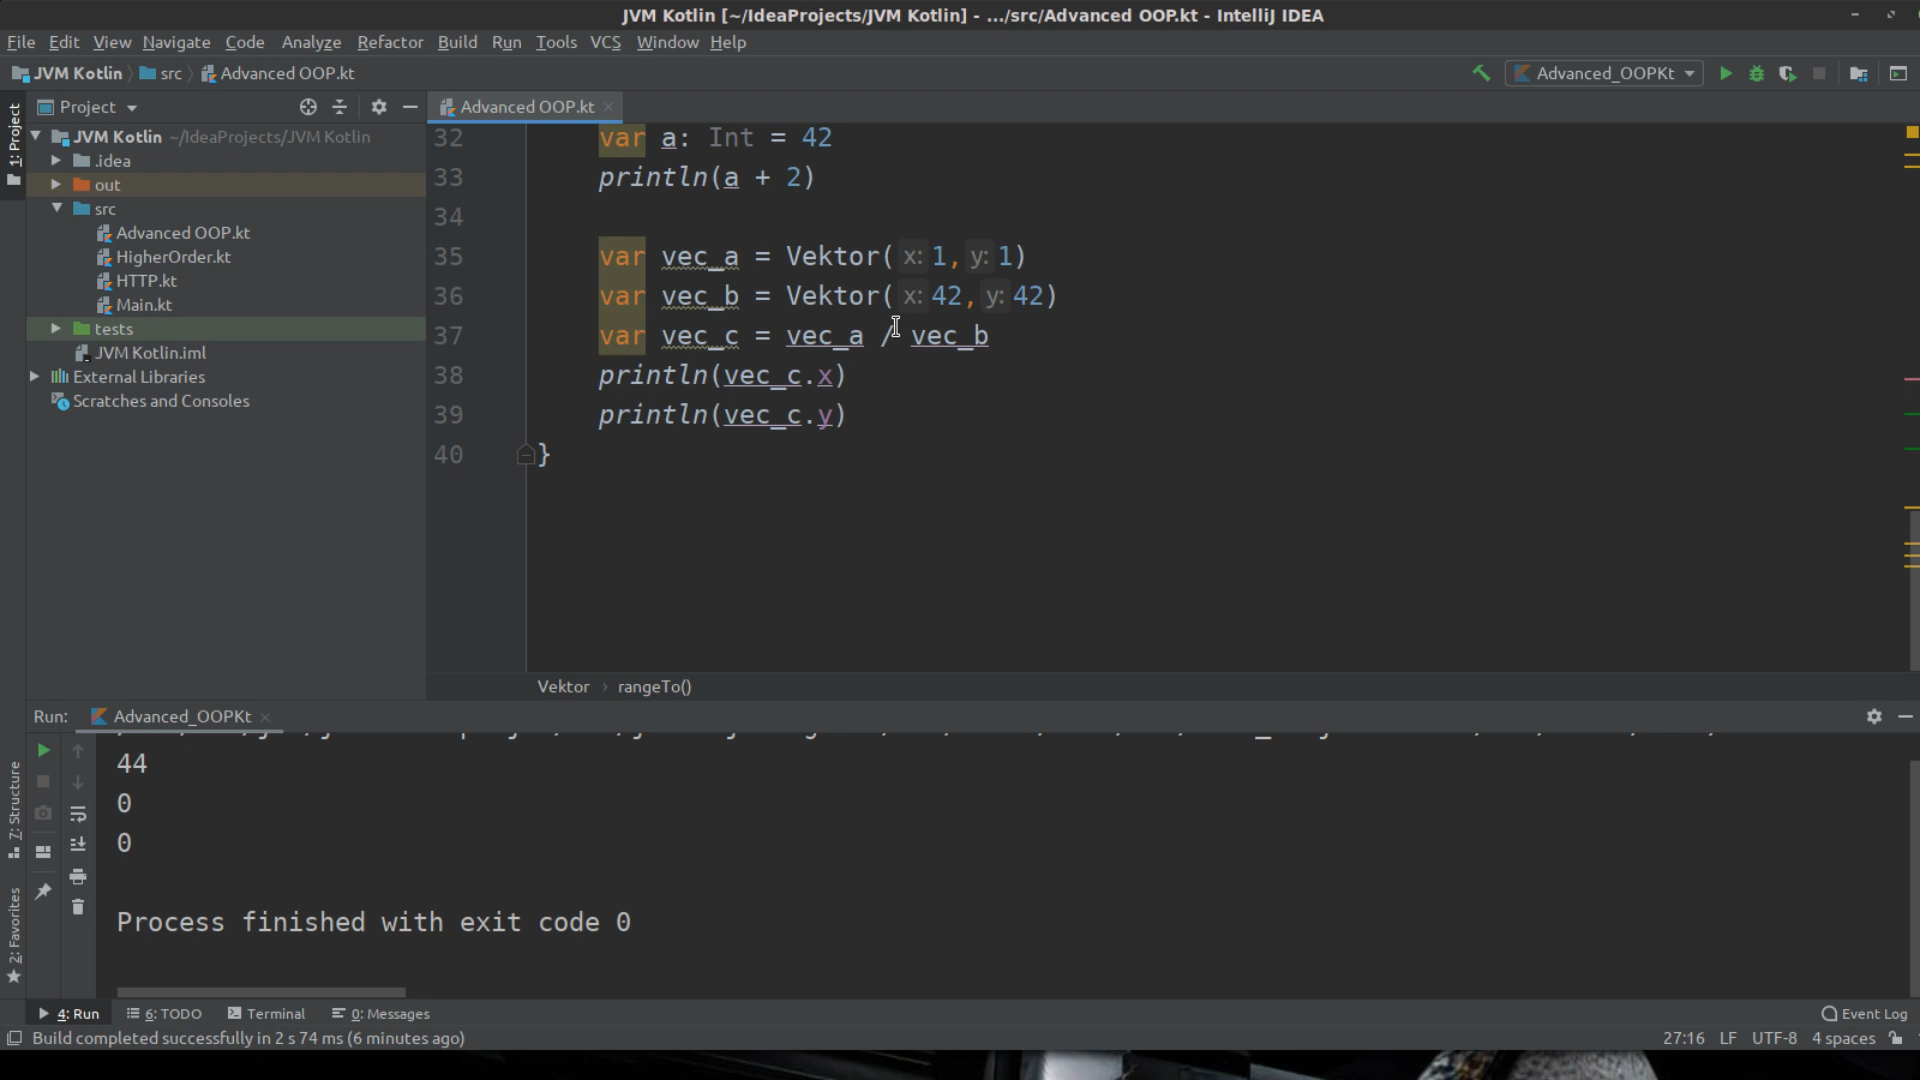 JVM Kotlin [~/IdeaProjects/JVM Kotlin] - .../src/Advanced OOP.kt - IntelliJ IDEA
File Edit View Navigate Code Analyze Refactor Build Run Tools VCS Window Help
JVM Kotlin src Advanced OOP.kt Advanced_OOPKt
1: Project
Project
Advanced OOP.kt
JVM Kotlin ~/IdeaProjects/JVM Kotlin
.idea
out
src
Advanced OOP.kt
HigherOrder.kt
HTTP.kt
Main.kt
tests
JVM Kotlin.iml
External Libraries
Scratches and Consoles
32 var a: Int = 42
33 println(a + 2)
34
35 var vec_a = Vektor( x: 1, y: 1)
36 var vec_b = Vektor( x: 42, y: 42)
37 var vec_c = vec_a / vec_b
38 println(vec_c.x)
39 println(vec_c.y)
40 }
Vektor › rangeTo()
Run: Advanced_OOPKt
44
0
0
Process finished with exit code 0
7: Structure
2: Favorites
4: Run 6: TODO Terminal 0: Messages Event Log
Build completed successfully in 2 s 74 ms (6 minutes ago) 27:16 LF UTF-8 4 spaces